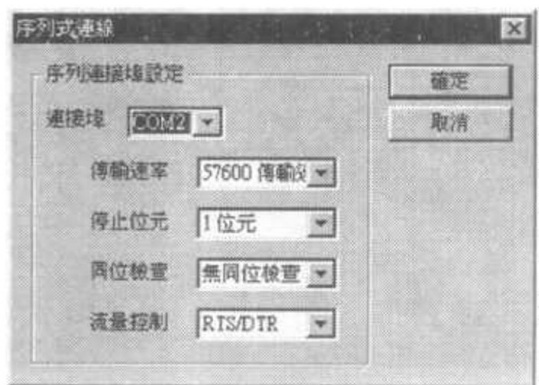 序列式連線
序列連接埠設定
確定
連接埠 COM2
取消
傳輸速率 57600 傳輸速
停止位元 1 位元
同位檢查 無同位檢查
流量控制 RTS/DTR